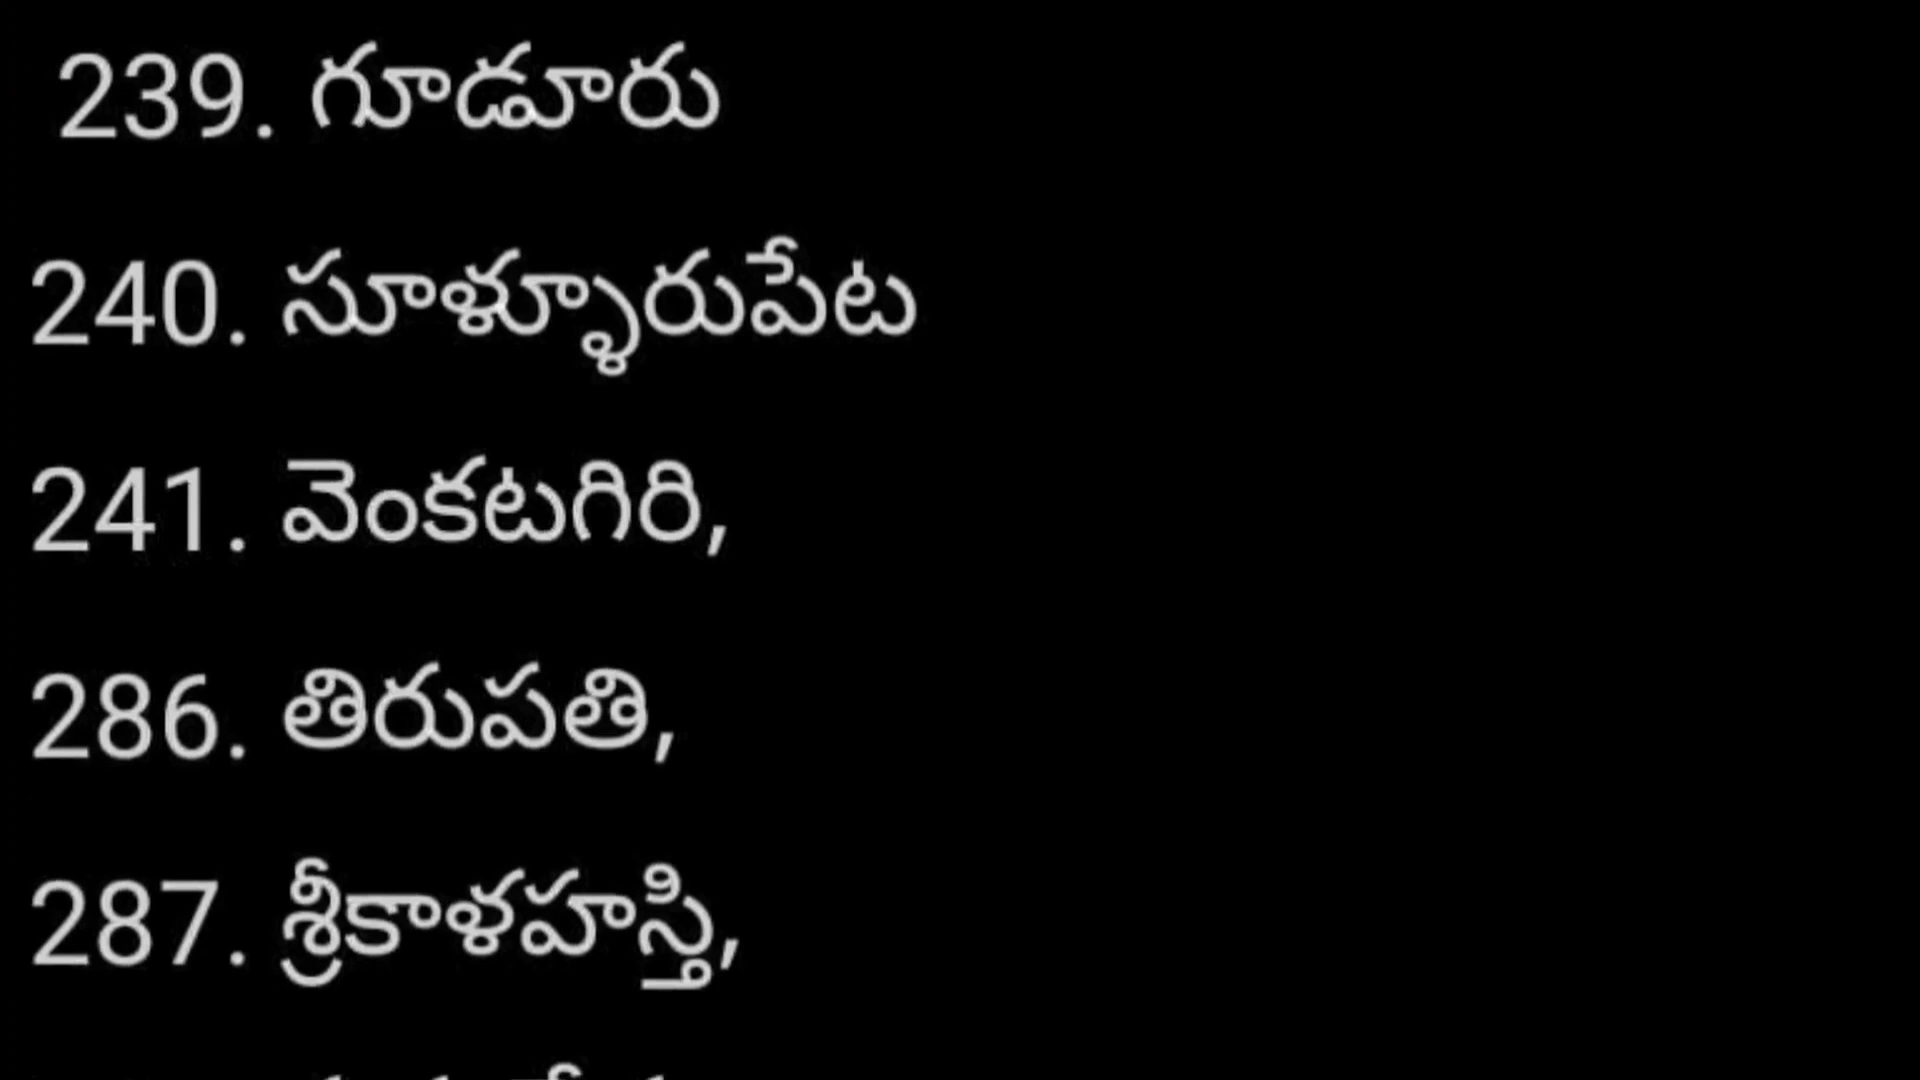 239. గూడూరు
240. సూళ్ళూరుపేట
241. వెంకటగిరి,
286. తిరుపతి,
287. శ్రీకాళహస్తి,